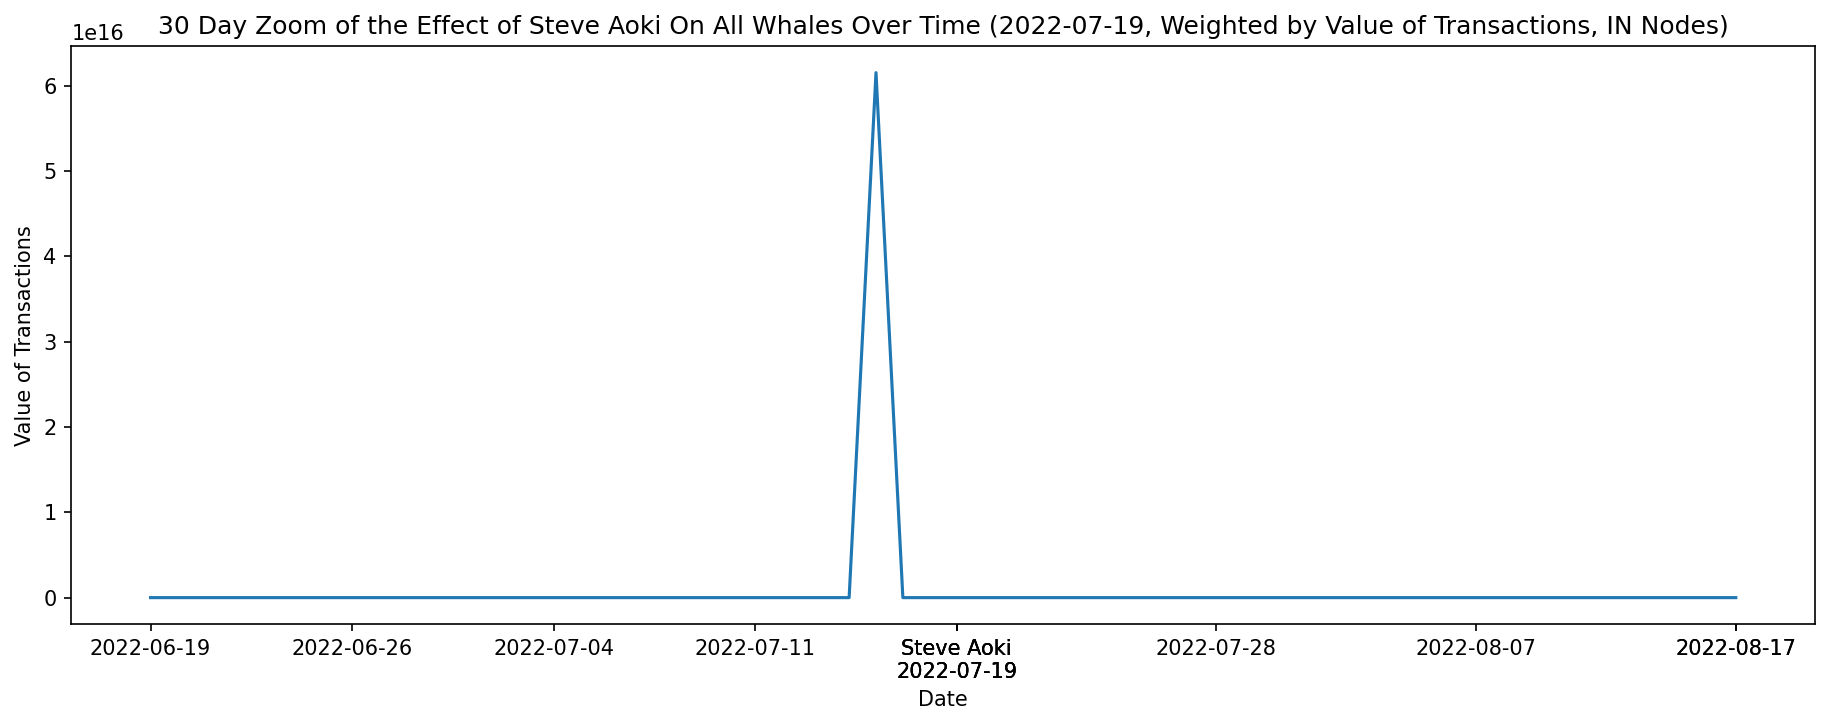 30 Day Zoom of the Effect of Steve Aoki On All Whales Over Time (2022-07-19, Weighted by Value of Transactions, IN Nodes)
1e16
6
5
4
3
2
1
0
Value of Transactions
2022-06-19 2022-06-26 2022-07-04 2022-07-11 Steve Aoki 2022-07-28 2022-08-07 2022-08-17
2022-07-19
Date